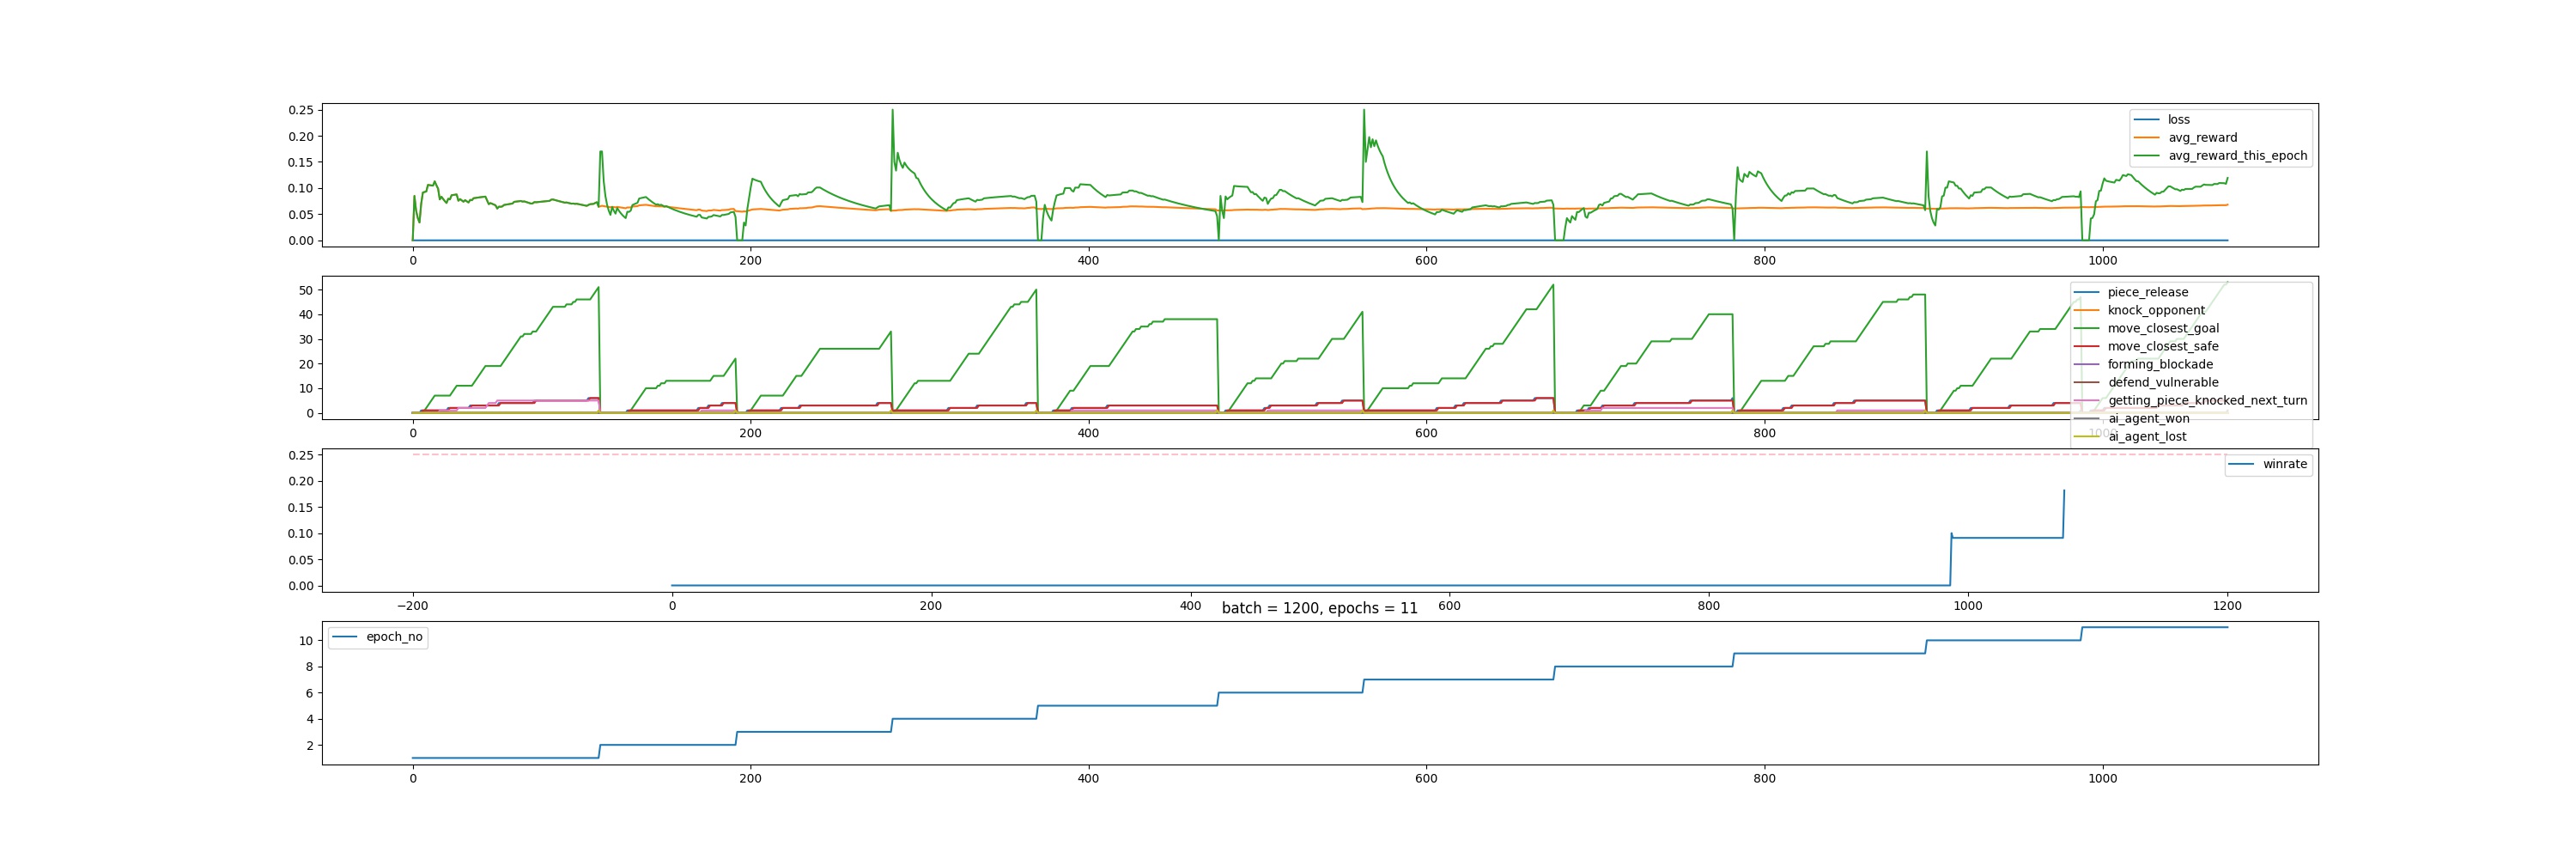 0.25
0.20
0.15
0.10
0.05
0.00
loss
avg_reward
avg_reward_this_epoch
0 200 400 600 800 1000
50
40
30
20
10
0
piece_release
knock_opponent
move_closest_goal
move_closest_safe
forming_blockade
defend_vulnerable
getting_piece_knocked_next_turn
ai_agent_won
ai_agent_lost
0 200 400 600 800 1000
0.25
0.20
0.15
0.10
0.05
0.00
winrate
−200 0 200 400 600 800 1000 1200
batch = 1200, epochs = 11
epoch_no
10
8
6
4
2
0 200 400 600 800 1000